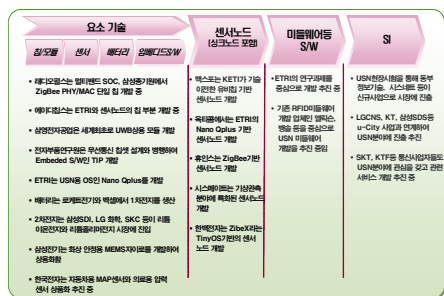 요소 기술
칩/모듈
센서
배터리
임베디드S/W
센서노드
(싱크노드 포함)
미들웨어등
S/W
SI
• 래디오펄스는 멀티밴드 SOC, 삼성종기원에서
ZigBee PHY/MAC 단일 칩 개발 중
• 에이디칩스는 ETRI와 센서노드의 칩 부분 개발 중
• 삼영전자공업은 세계최초로 UWB상용 모듈 개발
• 전자부품연구원은 무선통신 칩셋 설계와 병행하여
Embeded S/W인 TIP 개발
• ETRI는 USN용 OS인 Nano Qplus를 개발
• 배터리는 로케트전기와 벡셀에서 1차전지를 생산
• 2차전지는 삼성SDI, LG 화학, SKC 등이 리튬
이온전지와 리튬폴리머전지 시장에 진입
• 삼성전기는 화상 안정용 MEMS자이로를 개발하여
상용화함
• 한국전자는 자동차용 MAP센서와 의료용 압력
센서 상품화 추진 중
• 맥스포는 KETI가 기술
이전한 유비컴 기반
센서노드 개발
• 옥타컴에서는 ETRI의
Nano Qplus 기반
센서노드 개발
• 휴인스는 ZigBee기반
센서노드 개발
• 시스메이트는 기상관측
분야에 특화된 센서노드
개발
• 한백전자는 ZibeX라는
TinyOS기반의 센서
노드 개발
• ETRI의 연구과제를
중심으로 개발 추진 중
• 기존 RFID미들웨어
개발 업체인 앨릭슨,
뱅솔 등을 중심으로
USN 미들웨어
개발을 추진 중임
• USN현장시험을 통해 동부
정보기술, 시스네트 등이
신규사업으로 시장에 진출
• LGCNS, KT, 삼성SDS등
u-City 사업과 연계하여
USN분야에 진출 추진
• SKT, KTF등 통신사업자들도
USN분야에 관심을 갖고 관련
서비스 개발 추진 중